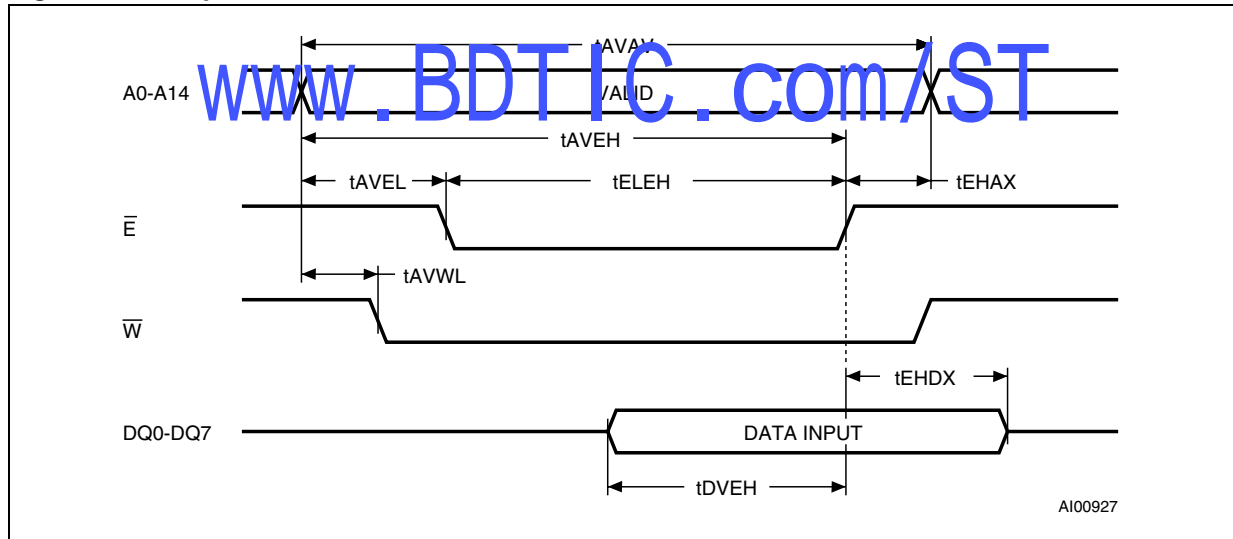 tAVAV
A0-A14
VALID
www.BDTIC.com/ST
tAVEH
tAVEL
tELEH
tEHAX
E
tAVWL
W
tEHDX
DQ0-DQ7
DATA INPUT
tDVEH
AI00927